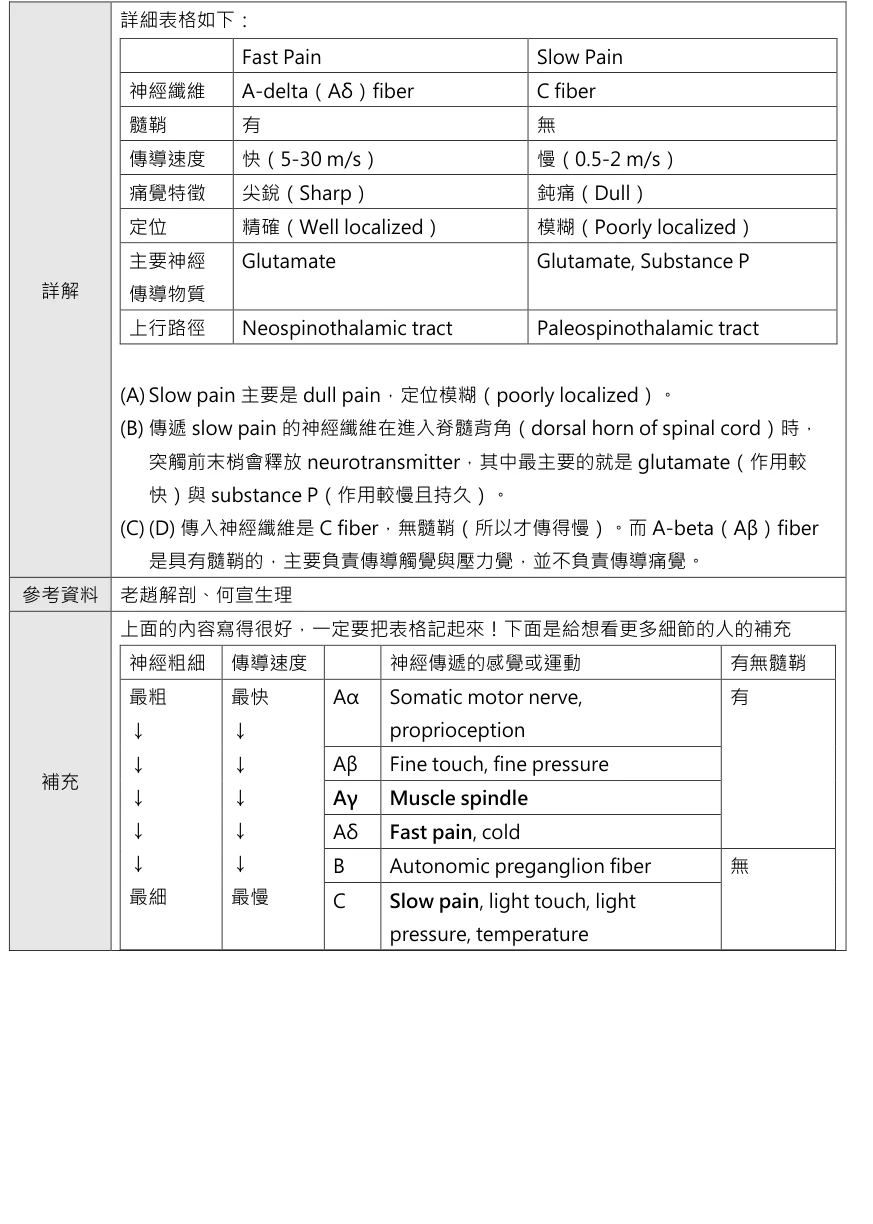 詳解
詳細表格如下：
Fast Pain Slow Pain
神經纖維 A-delta（Aδ）fiber C fiber
髓鞘 有 無
傳導速度 快（5-30 m/s） 慢（0.5-2 m/s）
痛覺特徵 尖銳（Sharp） 鈍痛（Dull）
定位 精確（Well localized） 模糊（Poorly localized）
主要神經 Glutamate Glutamate, Substance P
傳導物質
上行路徑 Neospinothalamic tract Paleospinothalamic tract
(A) Slow pain 主要是 dull pain，定位模糊（poorly localized）。
(B) 傳遞 slow pain 的神經纖維在進入脊髓背角（dorsal horn of spinal cord）時，
突觸前末梢會釋放 neurotransmitter，其中最主要的就是 glutamate（作用較
快）與 substance P（作用較慢且持久）。
(C) (D) 傳入神經纖維是 C fiber，無髓鞘（所以才傳得慢）。而 A-beta（Aβ）fiber
是具有髓鞘的，主要負責傳導觸覺與壓力覺，並不負責傳導痛覺。
參考資料 老趙解剖、何宣生理
補充
上面的內容寫得很好，一定要把表格記起來！下面是給想看更多細節的人的補充
神經粗細 傳導速度 神經傳遞的感覺或運動 有無髓鞘
最粗 最快 Aα Somatic motor nerve, 有
↓ ↓ proprioception
↓ ↓ Aβ Fine touch, fine pressure
↓ ↓ Aγ Muscle spindle
↓ ↓ Aδ Fast pain, cold
↓ ↓ B Autonomic preganglion fiber 無
最細 最慢 C Slow pain, light touch, light
pressure, temperature